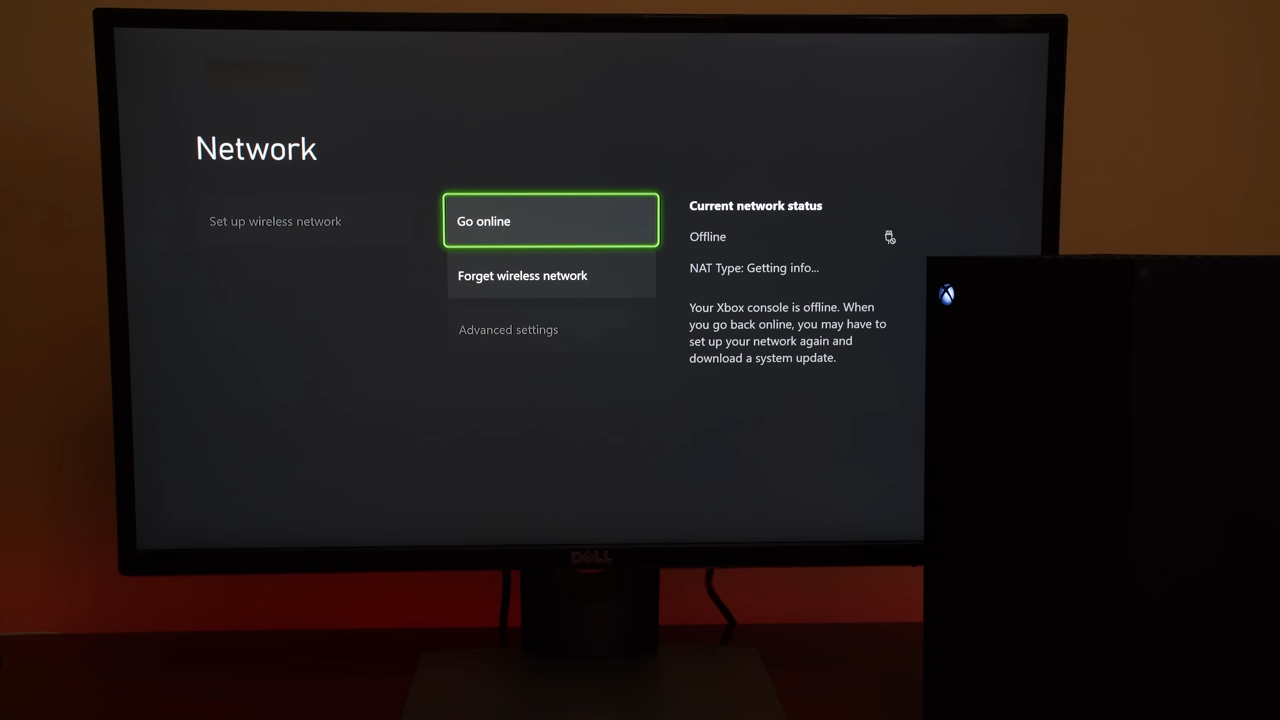 Network
Set up wireless network
Go online
Forget wireless network
Advanced settings
Current network status
Offline
NAT Type: Getting info...
Your Xbox console is offline. When
you go back online, you may have to
set up your network again and
download a system update.
DELL